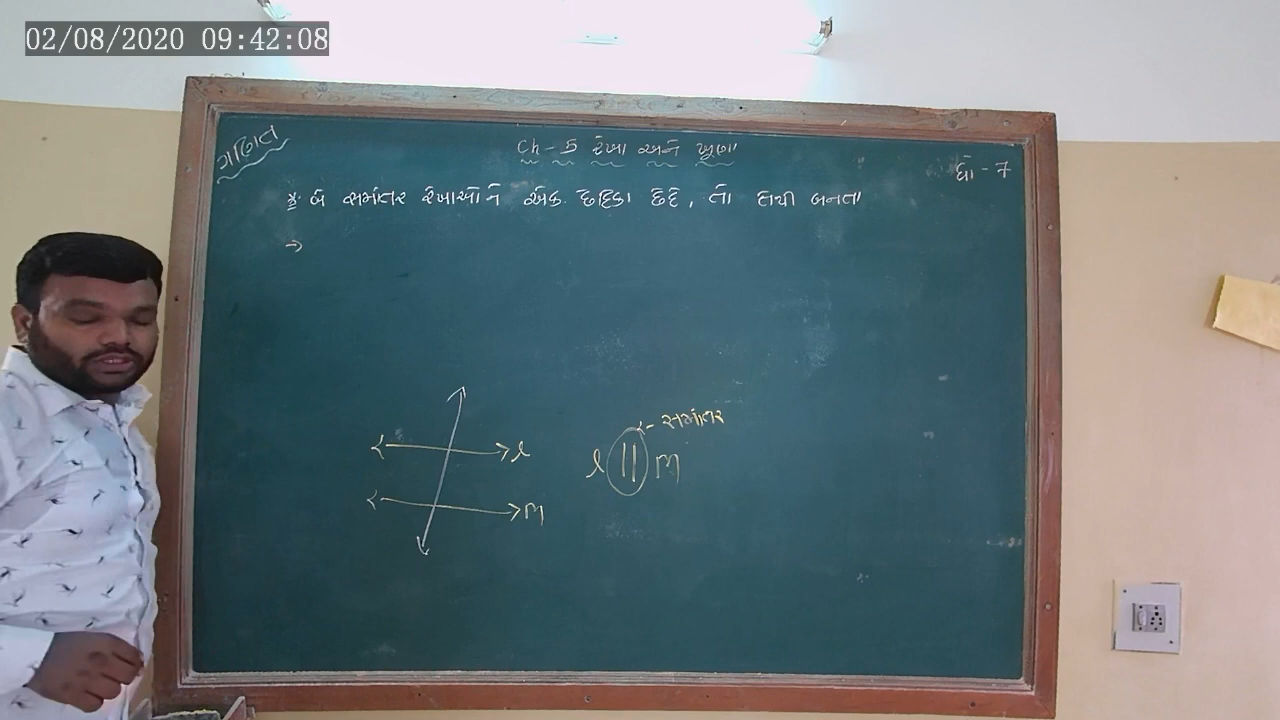 02/08/2020 09:42:08
ગણિત
Ch - 5 રેખા અને ખૂણા
ધો - 7
* બે સમાંતર રેખાઓને એક છેદિકા છેદે, તો તેથી બનતા
→
સમાંતર
l
l || m
m